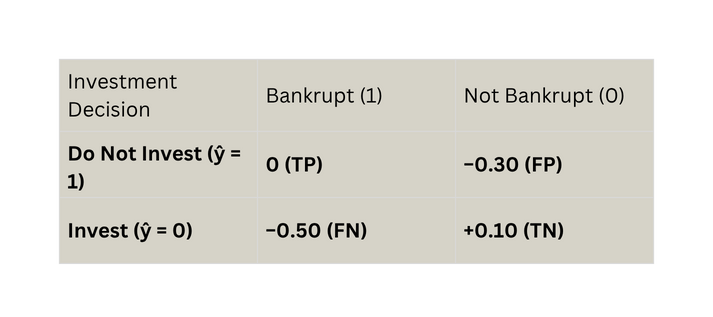 Investment
Decision
Bankrupt (1)
Not Bankrupt (0)
Do Not Invest (ŷ =
1)
0 (TP)
−0.30 (FP)
Invest (ŷ = 0)
−0.50 (FN)
+0.10 (TN)